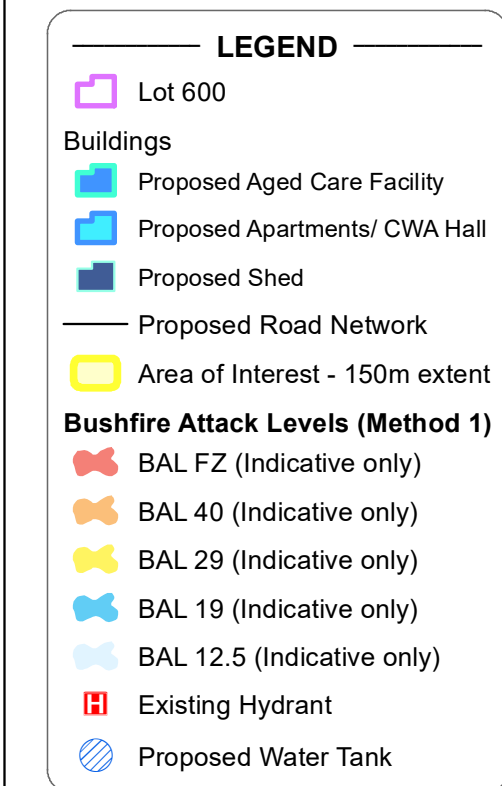 LEGEND
Lot 600
Buildings
Proposed Aged Care Facility
Proposed Apartments/ CWA Hall
Proposed Shed
Proposed Road Network
Area of Interest - 150m extent
Bushfire Attack Levels (Method 1)
BAL FZ (Indicative only)
BAL 40 (Indicative only)
BAL 29 (Indicative only)
BAL 19 (Indicative only)
BAL 12.5 (Indicative only)
H Existing Hydrant
Proposed Water Tank